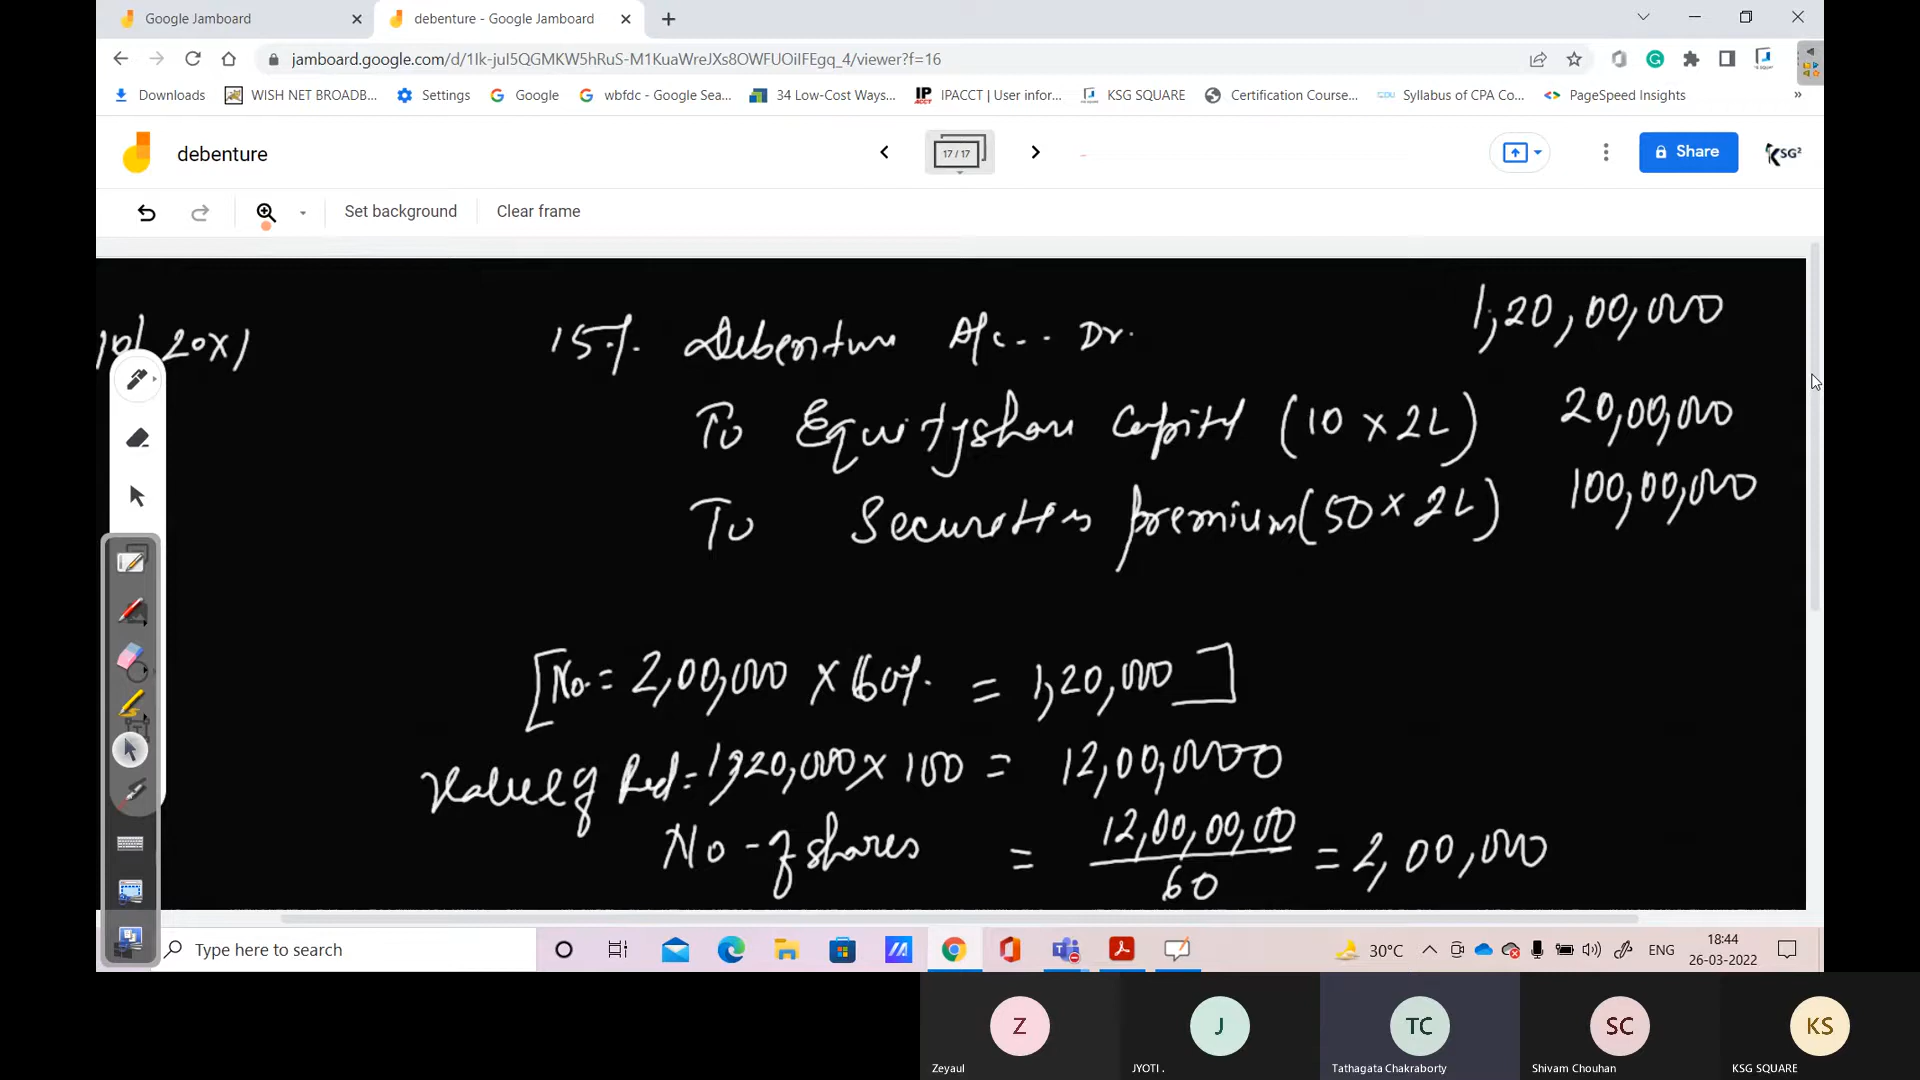 Google Jamboard
debenture - Google Jamboard
jamboard.google.com/d/1Ik-juI5QGMKW5hRuS-M1KuaWreJXs8OWFUOiIFEgq_4/viewer?f=16
Downloads WISH NET BROADB... Settings Google wbfdc - Google Sea... 34 Low-Cost Ways... IPACCT | User infor... KSG SQUARE Certification Course... Syllabus of CPA Co... PageSpeed Insights »
debenture
17 / 17
Share
KSG²
Set background Clear frame
20X1 15%. Debenture A/c... Dr. 1,20,00,000
To Equity share Capital (10 x 2L) 20,00,000
To Securities premium (50 x 2L) 100,00,000
[No. = 2,00,000 X 60%. = 1,20,000]
Value of Red = 1,20,000 X 100 = 12,00,0000
No - of shares = 12,00,00,00 / 60 = 2,00,000
Type here to search
30°C ENG 18:44
26-03-2022
Z J TC SC KS
Zeyaul JYOTI . Tathagata Chakraborty Shivam Chouhan KSG SQUARE